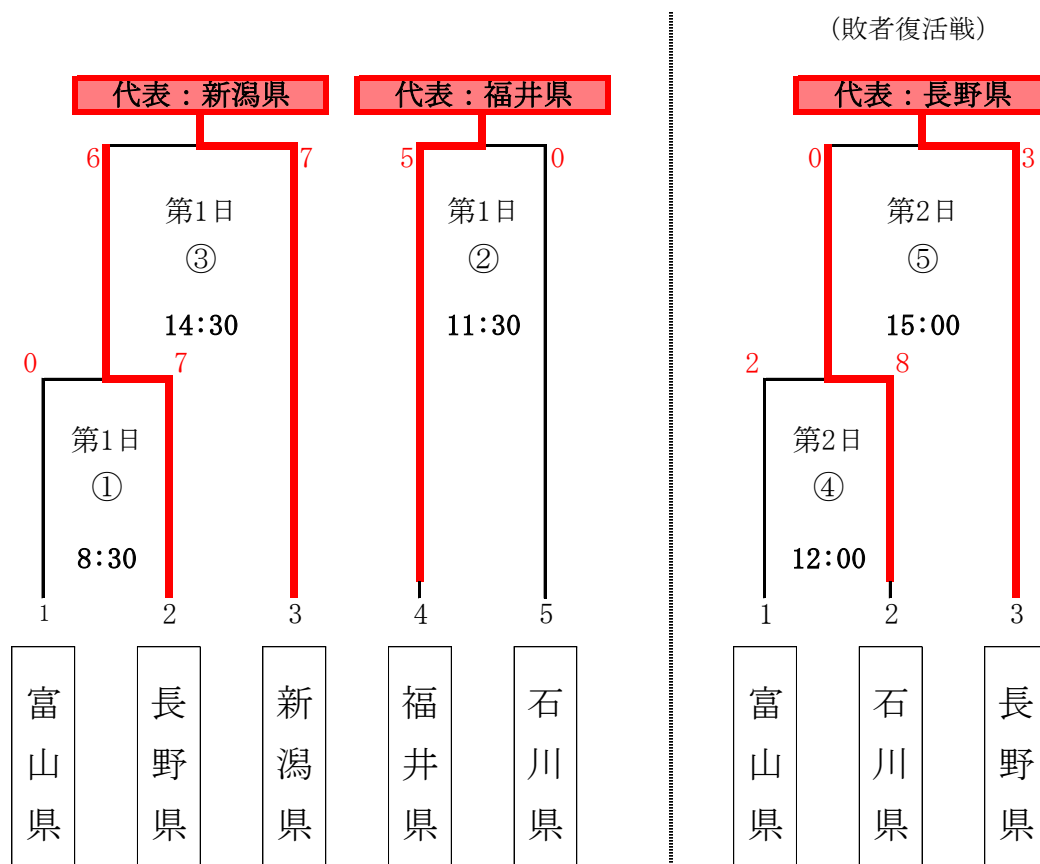 (敗者復活戦)
代表：新潟県
代表：福井県
代表：長野県
6
7
5
0
0
3
第1日
③
14:30
第1日
②
11:30
第2日
⑤
15:00
0
7
2
8
第1日
①
8:30
第2日
④
12:00
1
2
3
4
5
1
2
3
富山県
長野県
新潟県
福井県
石川県
富山県
石川県
長野県